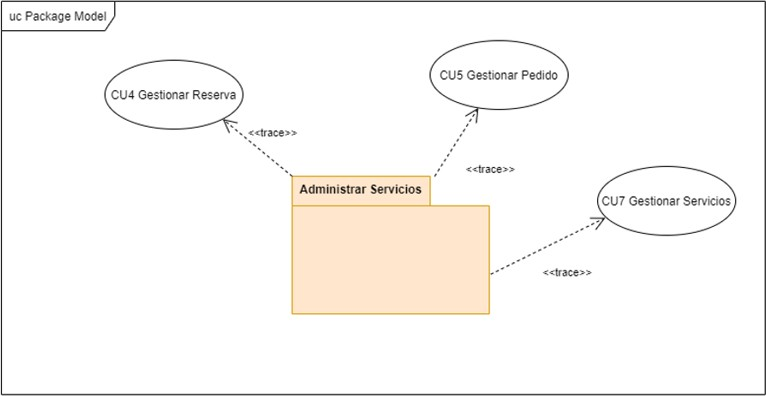 uc Package Model
CU5 Gestionar Pedido
CU4 Gestionar Reserva
<<trace>>
<<trace>>
Administrar Servicios
CU7 Gestionar Servicios
<<trace>>